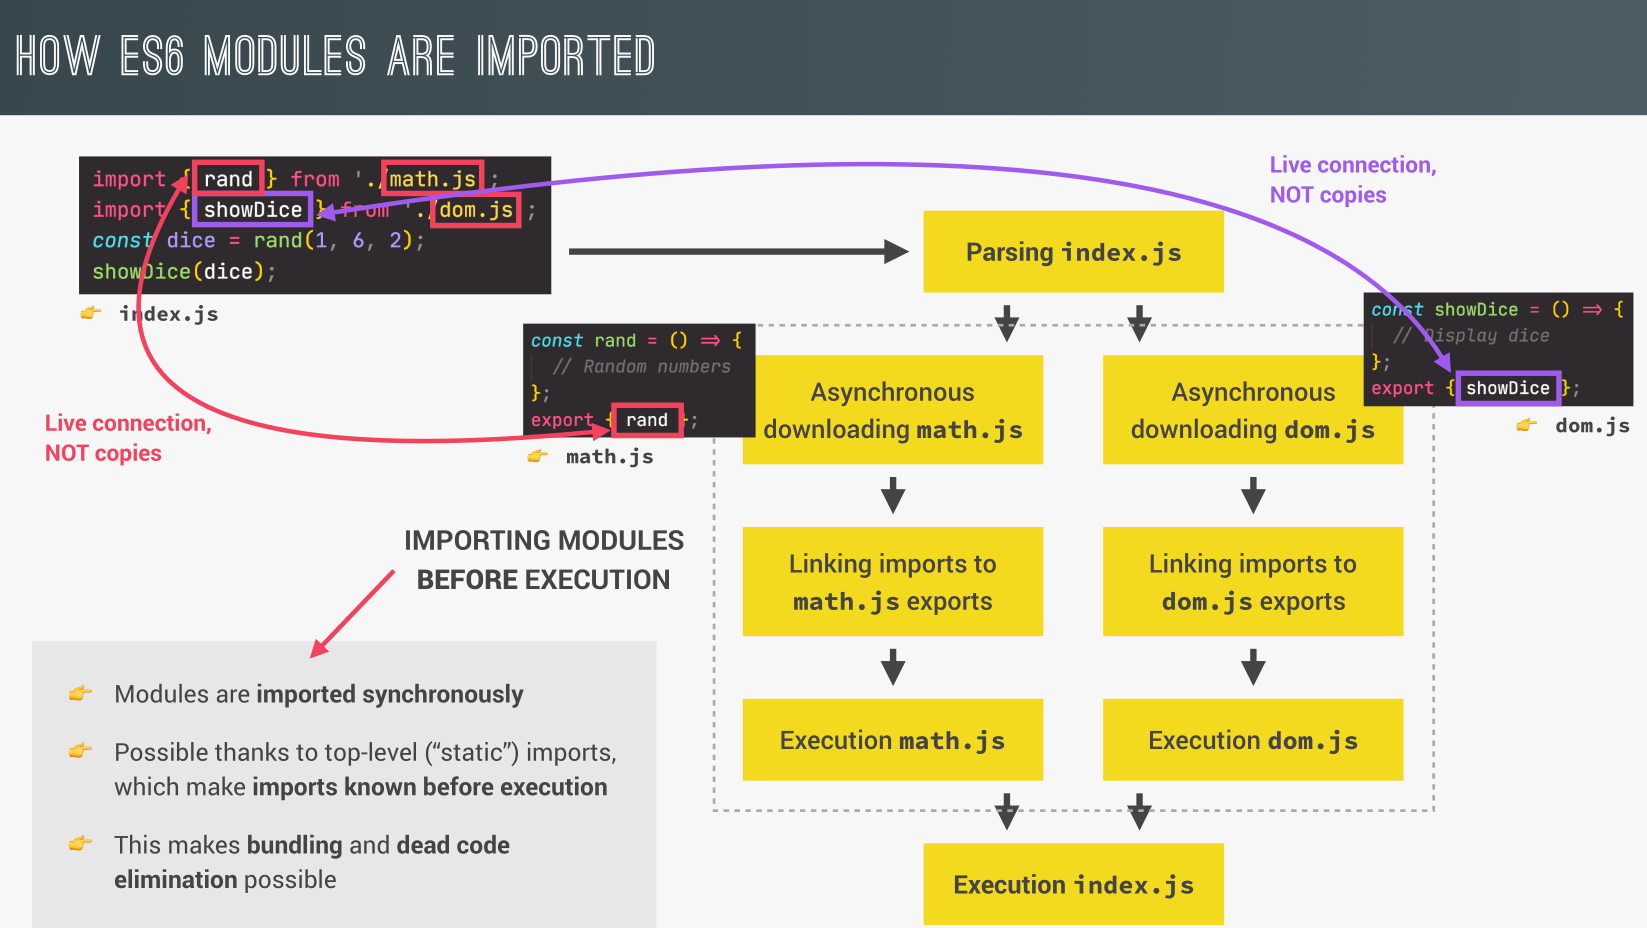 HOW ES6 MODULES ARE IMPORTED
import { rand } from './math.js';
import { showDice } from './dom.js';
const dice = rand(1, 6, 2);
showDice(dice);
👉 index.js
Live connection,
NOT copies
const rand = () => {
// Random numbers
};
export { rand };
👉 math.js
Live connection,
NOT copies
const showDice = () => {
// Display dice
};
export { showDice };
👉 dom.js
Parsing index.js
Asynchronous
downloading math.js
Asynchronous
downloading dom.js
Linking imports to
math.js exports
Linking imports to
dom.js exports
Execution math.js
Execution dom.js
Execution index.js
IMPORTING MODULES
BEFORE EXECUTION
👉 Modules are imported synchronously
👉 Possible thanks to top-level (“static”) imports,
which make imports known before execution
👉 This makes bundling and dead code
elimination possible